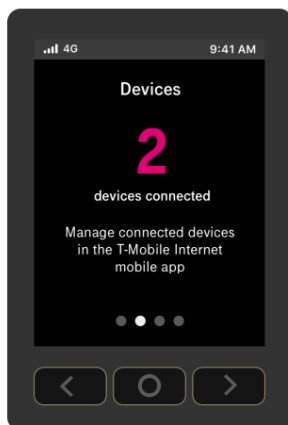 4G 9:41 AM
Devices
2
devices connected
Manage connected devices
in the T-Mobile Internet
mobile app